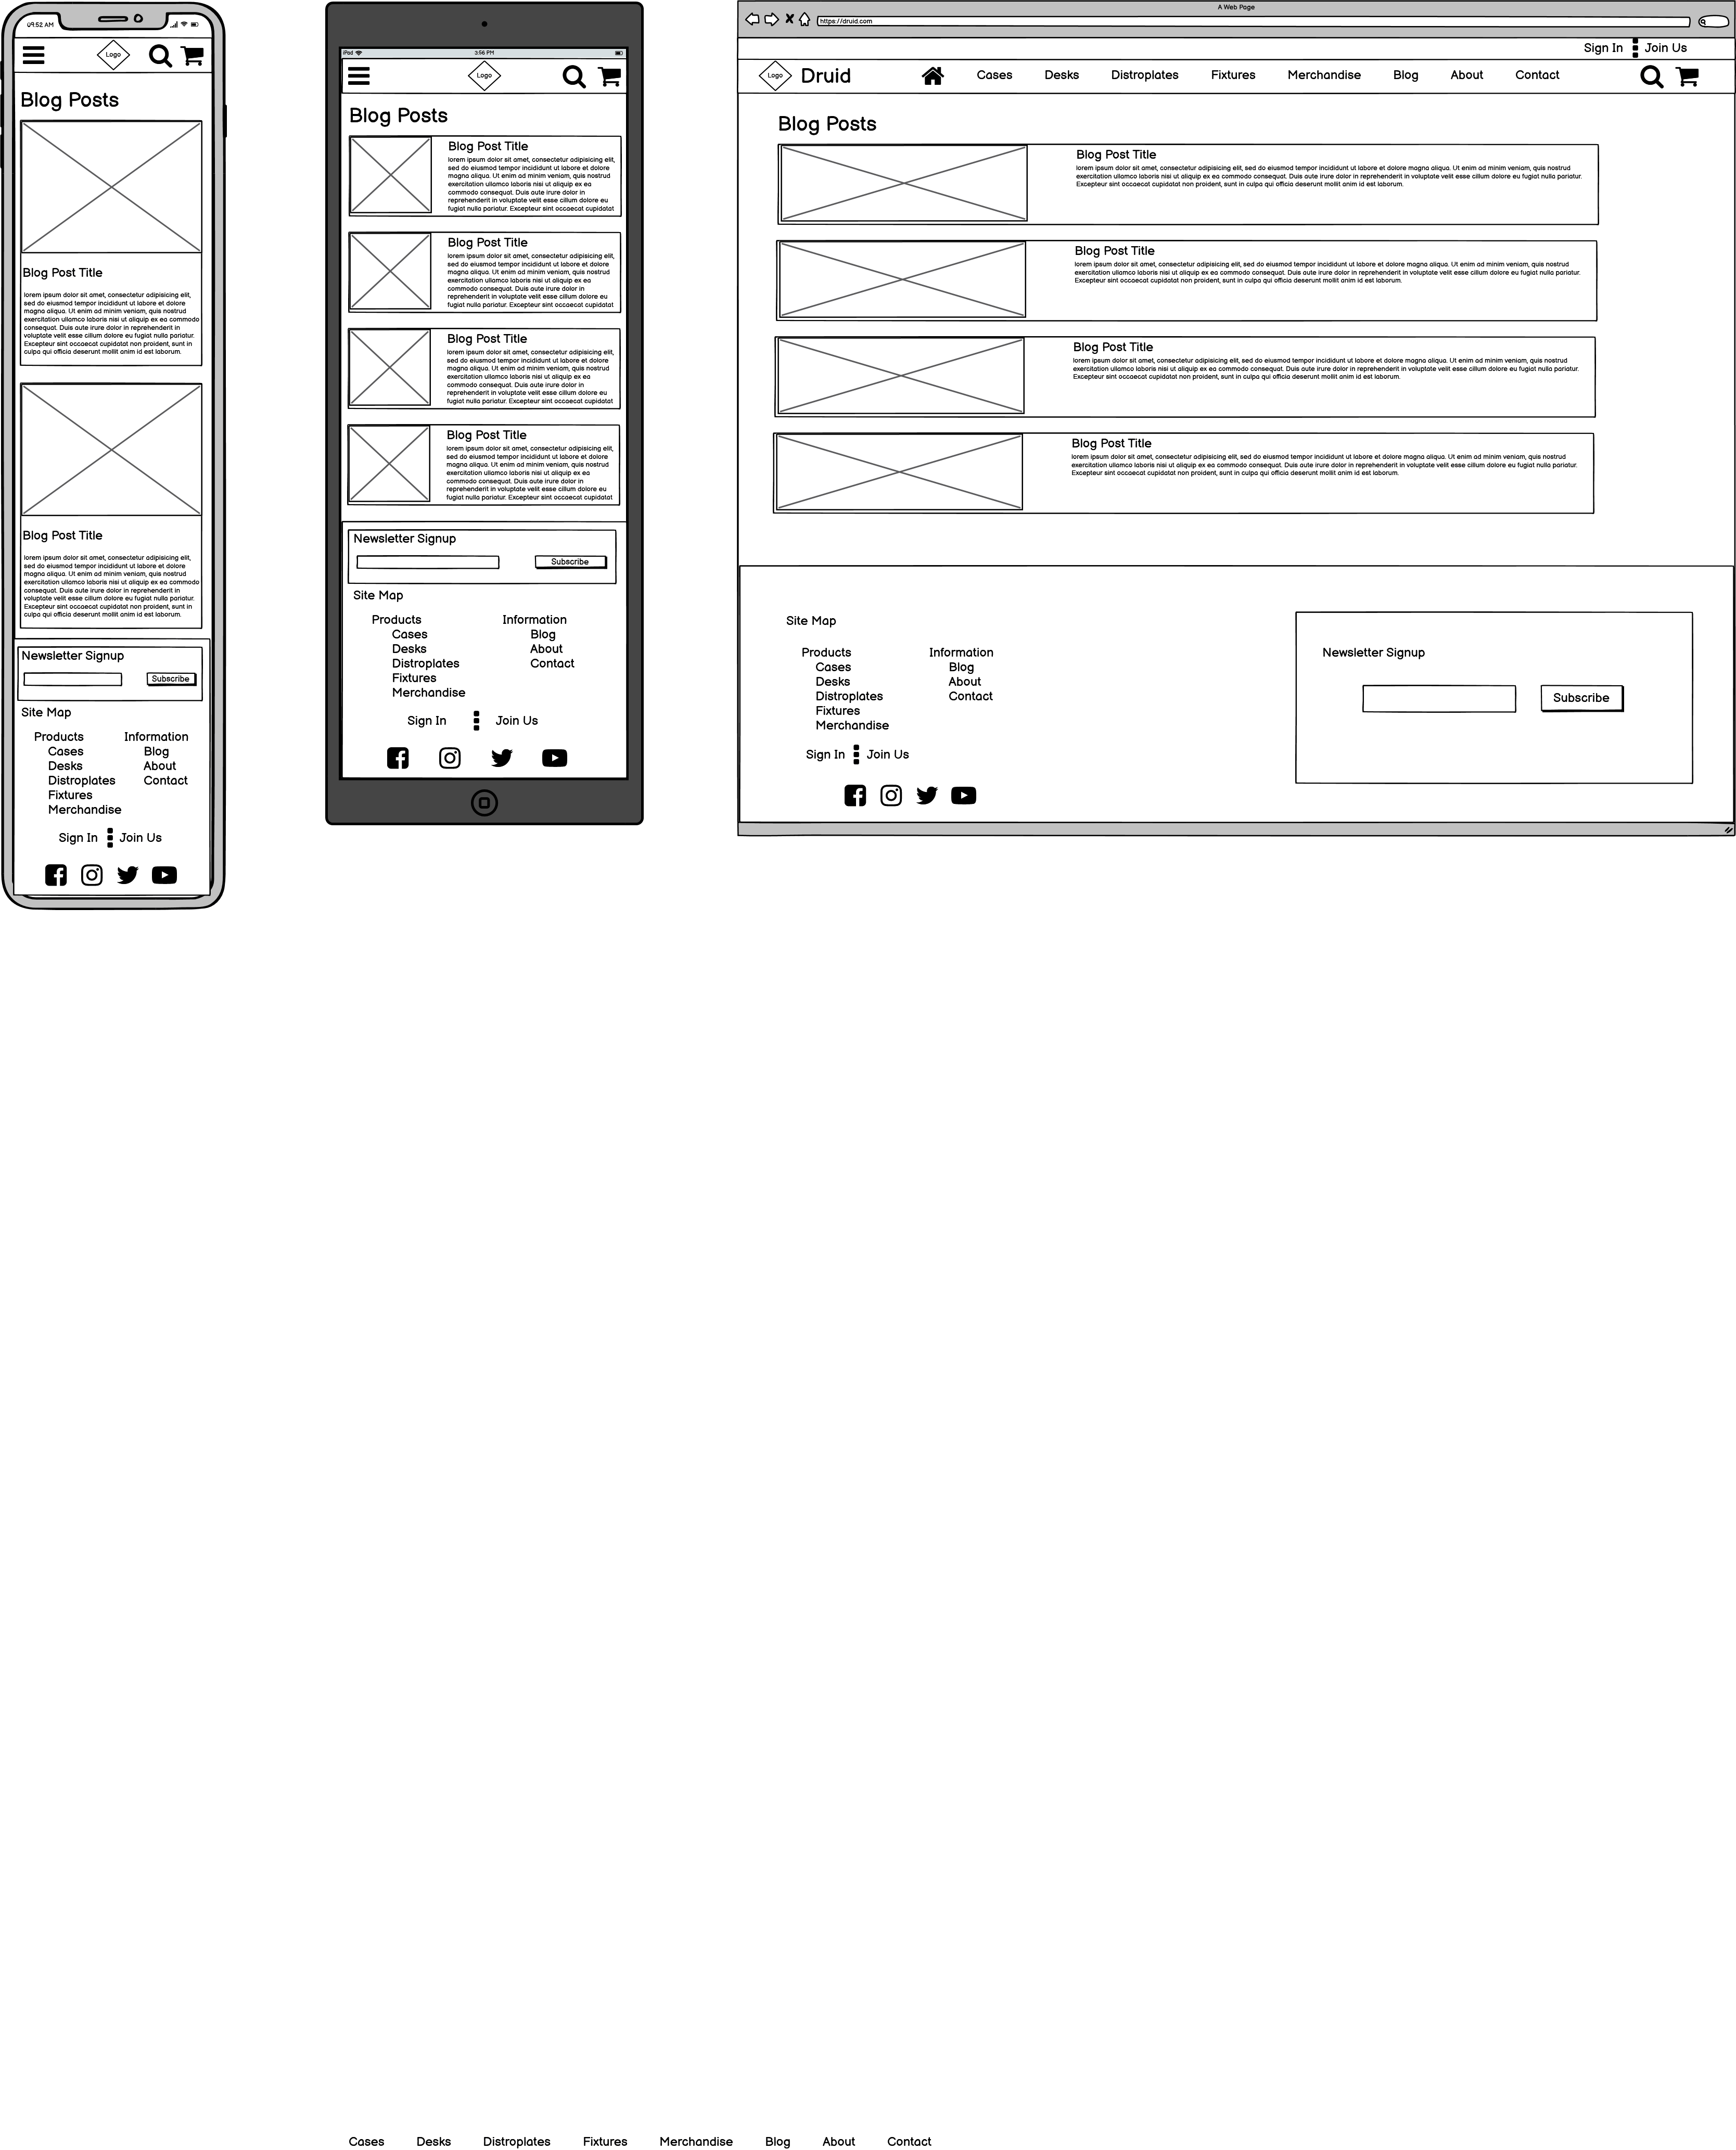 09:52 AM
Logo
Blog Posts
Blog Post Title
lorem ipsum dolor sit amet, consectetur adipisicing elit,
sed do eiusmod tempor incididunt ut labore et dolore
magna aliqua. Ut enim ad minim veniam, quis nostrud
exercitation ullamco laboris nisi ut aliquip ex ea commodo
consequat. Duis aute irure dolor in reprehenderit in
voluptate velit esse cillum dolore eu fugiat nulla pariatur.
Excepteur sint occaecat cupidatat non proident, sunt in
culpa qui officia deserunt mollit anim id est laborum.
Blog Post Title
lorem ipsum dolor sit amet, consectetur adipisicing elit,
sed do eiusmod tempor incididunt ut labore et dolore
magna aliqua. Ut enim ad minim veniam, quis nostrud
exercitation ullamco laboris nisi ut aliquip ex ea commodo
consequat. Duis aute irure dolor in reprehenderit in
voluptate velit esse cillum dolore eu fugiat nulla pariatur.
Excepteur sint occaecat cupidatat non proident, sunt in
culpa qui officia deserunt mollit anim id est laborum.
Newsletter Signup
Subscribe
Site Map
Products Information
Cases Blog
Desks About
Distroplates Contact
Fixtures
Merchandise
Sign In Join Us
iPad 3:56 PM
Logo
Blog Posts
Blog Post Title
lorem ipsum dolor sit amet, consectetur adipisicing elit,
sed do eiusmod tempor incididunt ut labore et dolore
magna aliqua. Ut enim ad minim veniam, quis nostrud
exercitation ullamco laboris nisi ut aliquip ex ea
commodo consequat. Duis aute irure dolor in
reprehenderit in voluptate velit esse cillum dolore eu
fugiat nulla pariatur. Excepteur sint occaecat cupidatat
Blog Post Title
lorem ipsum dolor sit amet, consectetur adipisicing elit,
sed do eiusmod tempor incididunt ut labore et dolore
magna aliqua. Ut enim ad minim veniam, quis nostrud
exercitation ullamco laboris nisi ut aliquip ex ea
commodo consequat. Duis aute irure dolor in
reprehenderit in voluptate velit esse cillum dolore eu
fugiat nulla pariatur. Excepteur sint occaecat cupidatat
Blog Post Title
lorem ipsum dolor sit amet, consectetur adipisicing elit,
sed do eiusmod tempor incididunt ut labore et dolore
magna aliqua. Ut enim ad minim veniam, quis nostrud
exercitation ullamco laboris nisi ut aliquip ex ea
commodo consequat. Duis aute irure dolor in
reprehenderit in voluptate velit esse cillum dolore eu
fugiat nulla pariatur. Excepteur sint occaecat cupidatat
Blog Post Title
lorem ipsum dolor sit amet, consectetur adipisicing elit,
sed do eiusmod tempor incididunt ut labore et dolore
magna aliqua. Ut enim ad minim veniam, quis nostrud
exercitation ullamco laboris nisi ut aliquip ex ea
commodo consequat. Duis aute irure dolor in
reprehenderit in voluptate velit esse cillum dolore eu
fugiat nulla pariatur. Excepteur sint occaecat cupidatat
Newsletter Signup
Subscribe
Site Map
Products Information
Cases Blog
Desks About
Distroplates Contact
Fixtures
Merchandise
Sign In Join Us
A Web Page
https://druid.com
Sign In Join Us
Logo Druid Cases Desks Distroplates Fixtures Merchandise Blog About Contact
Blog Posts
Blog Post Title
lorem ipsum dolor sit amet, consectetur adipisicing elit, sed do eiusmod tempor incididunt ut labore et dolore magna aliqua. Ut enim ad minim veniam, quis nostrud
exercitation ullamco laboris nisi ut aliquip ex ea commodo consequat. Duis aute irure dolor in reprehenderit in voluptate velit esse cillum dolore eu fugiat nulla pariatur.
Excepteur sint occaecat cupidatat non proident, sunt in culpa qui officia deserunt mollit anim id est laborum.
Blog Post Title
lorem ipsum dolor sit amet, consectetur adipisicing elit, sed do eiusmod tempor incididunt ut labore et dolore magna aliqua. Ut enim ad minim veniam, quis nostrud
exercitation ullamco laboris nisi ut aliquip ex ea commodo consequat. Duis aute irure dolor in reprehenderit in voluptate velit esse cillum dolore eu fugiat nulla pariatur.
Excepteur sint occaecat cupidatat non proident, sunt in culpa qui officia deserunt mollit anim id est laborum.
Blog Post Title
lorem ipsum dolor sit amet, consectetur adipisicing elit, sed do eiusmod tempor incididunt ut labore et dolore magna aliqua. Ut enim ad minim veniam, quis nostrud
exercitation ullamco laboris nisi ut aliquip ex ea commodo consequat. Duis aute irure dolor in reprehenderit in voluptate velit esse cillum dolore eu fugiat nulla pariatur.
Excepteur sint occaecat cupidatat non proident, sunt in culpa qui officia deserunt mollit anim id est laborum.
Blog Post Title
lorem ipsum dolor sit amet, consectetur adipisicing elit, sed do eiusmod tempor incididunt ut labore et dolore magna aliqua. Ut enim ad minim veniam, quis nostrud
exercitation ullamco laboris nisi ut aliquip ex ea commodo consequat. Duis aute irure dolor in reprehenderit in voluptate velit esse cillum dolore eu fugiat nulla pariatur.
Excepteur sint occaecat cupidatat non proident, sunt in culpa qui officia deserunt mollit anim id est laborum.
Site Map
Products Information
Cases Blog
Desks About
Distroplates Contact
Fixtures
Merchandise
Sign In Join Us
Newsletter Signup
Subscribe
Cases Desks Distroplates Fixtures Merchandise Blog About Contact